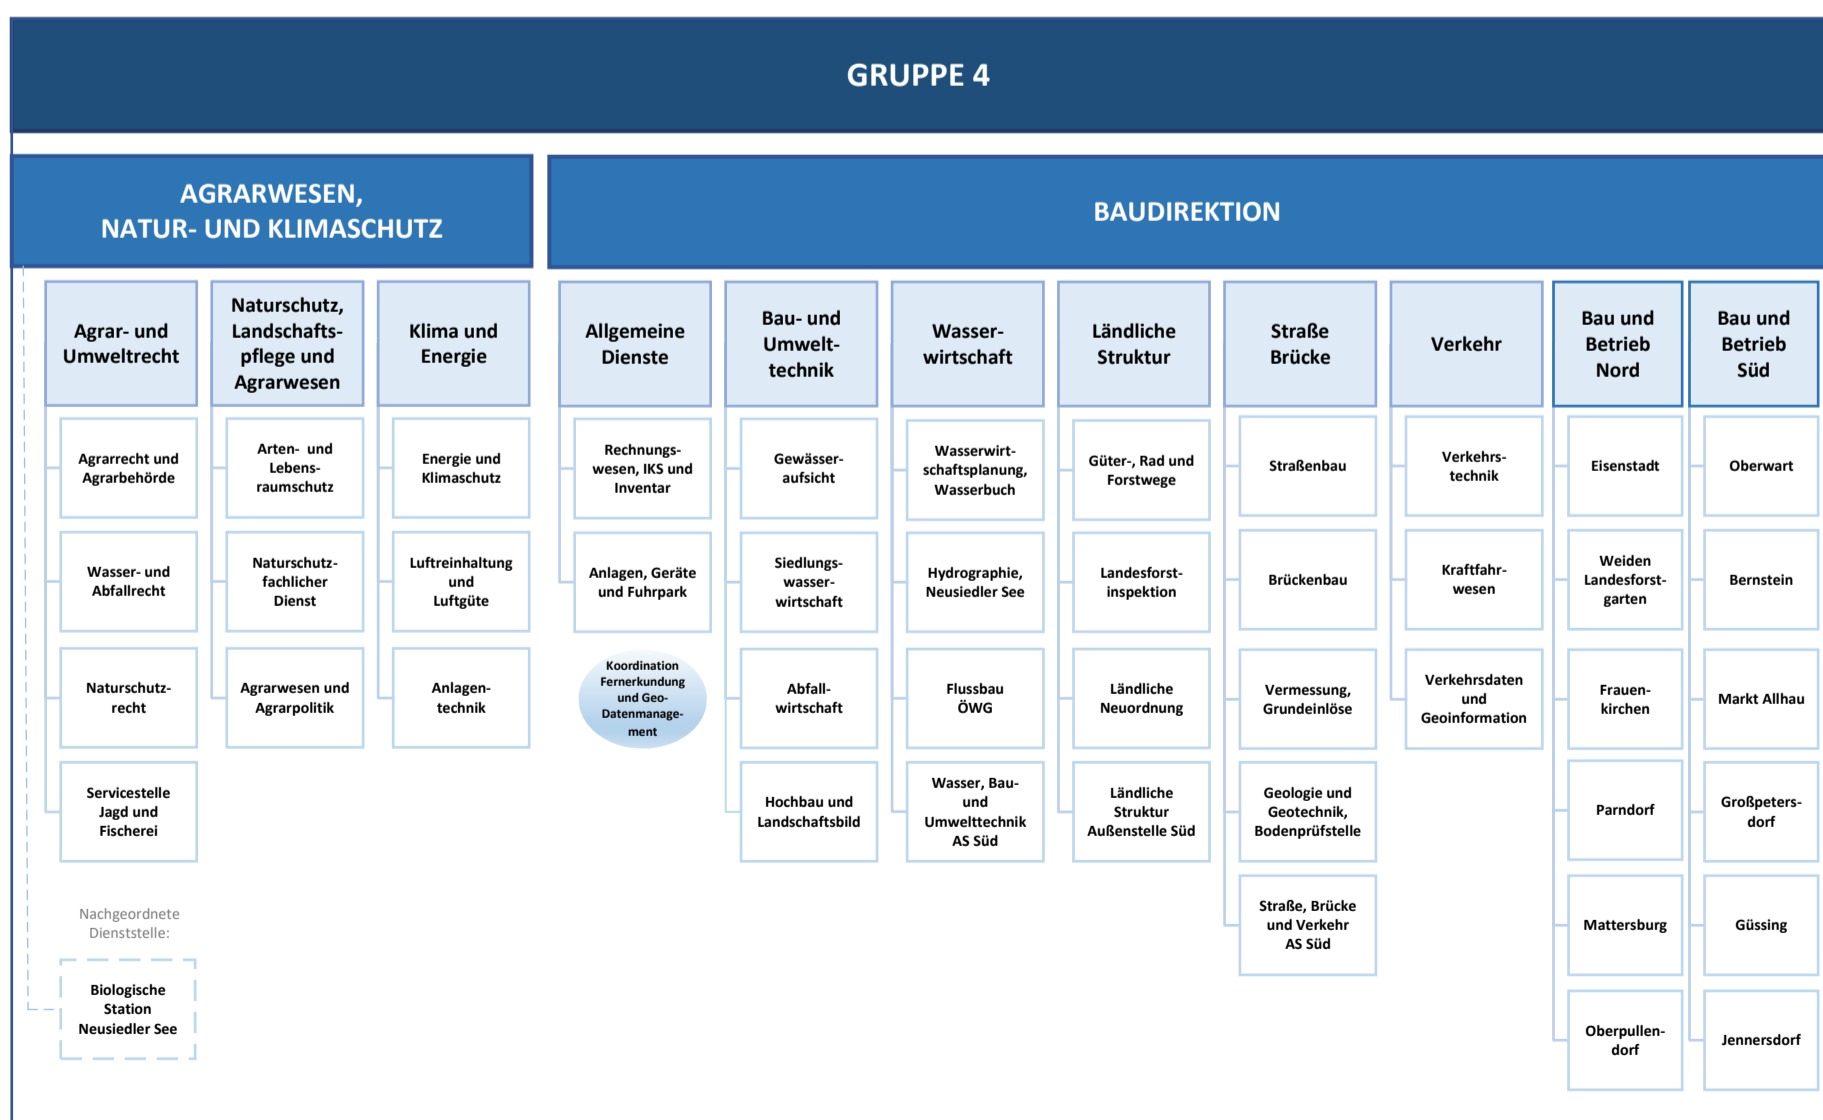 GRUPPE 4
AGRARWESEN,
NATUR- UND KLIMASCHUTZ
BAUDIREKTION
Agrar- und
Umweltrecht
Agrarrecht und
Agrarbehörde
Wasser- und
Abfallrecht
Naturschutz-
recht
Servicestelle
Jagd und
Fischerei
Nachgeordnete
Dienststelle:
Biologische
Station
Neusiedler See
Naturschutz,
Landschafts-
pflege und
Agrarwesen
Arten- und
Lebens-
raumschutz
Naturschutz-
fachlicher
Dienst
Agrarwesen und
Agrarpolitik
Klima und
Energie
Energie und
Klimaschutz
Luftreinhaltung
und
Luftgüte
Anlagen-
technik
Allgemeine
Dienste
Rechnungs-
wesen, IKS und
Inventar
Anlagen, Geräte
und Fuhrpark
Koordination
Fernerkundung
und Geo-
Datenmanage-
ment
Bau- und
Umwelt-
technik
Gewässer-
aufsicht
Siedlungs-
wasser-
wirtschaft
Abfall-
wirtschaft
Hochbau und
Landschaftsbild
Wasser-
wirtschaft
Wasserwirt-
schaftsplanung,
Wasserbuch
Hydrographie,
Neusiedler See
Flussbau
ÖWG
Wasser, Bau-
und
Umwelttechnik
AS Süd
Ländliche
Struktur
Güter-, Rad und
Forstwege
Landesforst-
inspektion
Ländliche
Neuordnung
Ländliche
Struktur
Außenstelle Süd
Straße
Brücke
Straßenbau
Brückenbau
Vermessung,
Grundeinlöse
Geologie und
Geotechnik,
Bodenprüfstelle
Straße, Brücke
und Verkehr
AS Süd
Verkehr
Verkehrs-
technik
Kraftfahr-
wesen
Verkehrsdaten
und
Geoinformation
Bau und
Betrieb
Nord
Eisenstadt
Weiden
Landesforst-
garten
Frauen-
kirchen
Parndorf
Mattersburg
Oberpullen-
dorf
Bau und
Betrieb
Süd
Oberwart
Bernstein
Markt Allhau
Großpeters-
dorf
Güssing
Jennersdorf